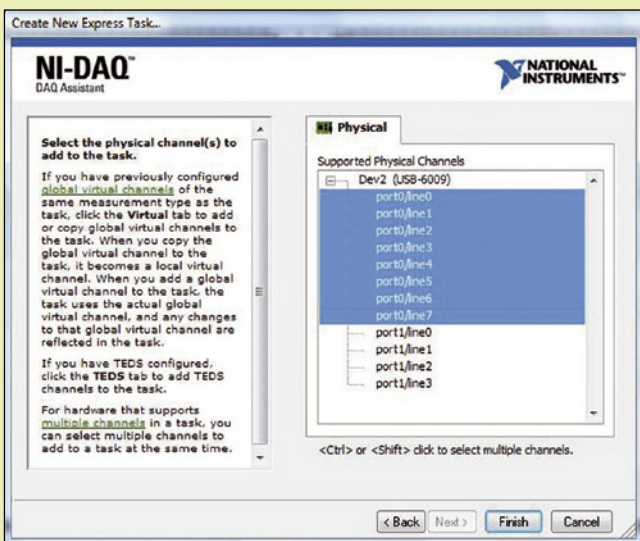 Create New Express Task...
NI-DAQ™
DAQ Assistant
NATIONAL
INSTRUMENTS™
Select the physical channel(s) to
add to the task.
If you have previously configured
global virtual channels of the
same measurement type as the
task, click the Virtual tab to add
or copy global virtual channels to
the task. When you copy the
global virtual channel to the
task, it becomes a local virtual
channel. When you add a global
virtual channel to the task, the
task uses the actual global
virtual channel, and any changes
to that global virtual channel are
reflected in the task.
If you have TEDS configured,
click the TEDS tab to add TEDS
channels to the task.
For hardware that supports
multiple channels in a task, you
can select multiple channels to
add to a task at the same time.
Physical
Supported Physical Channels
Dev2 (USB-6009)
port0/line0
port0/line1
port0/line2
port0/line3
port0/line4
port0/line5
port0/line6
port0/line7
port1/line0
port1/line1
port1/line2
port1/line3
<Ctrl> or <Shift> click to select multiple channels.
< Back
Next >
Finish
Cancel